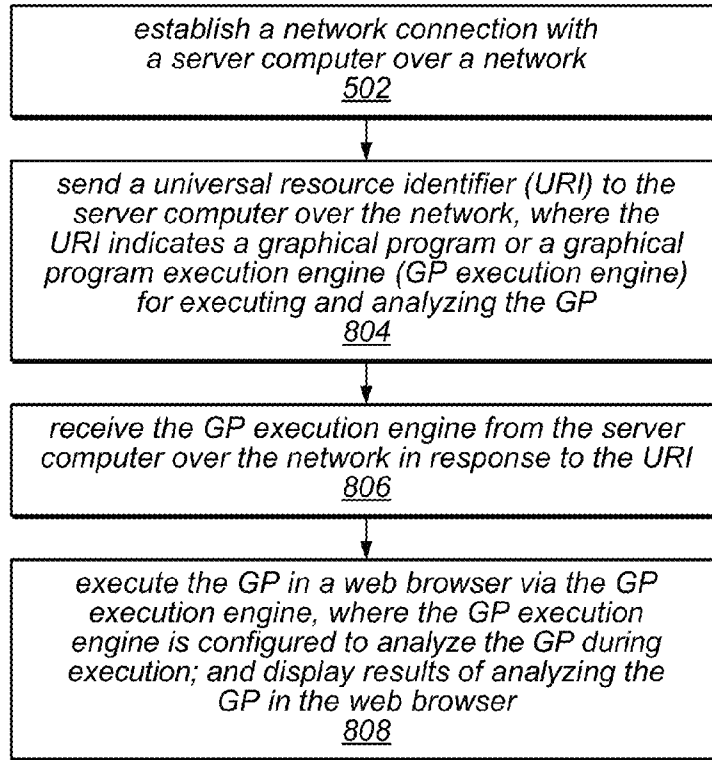 establish a network connection with
a server computer over a network
502
send a universal resource identifier (URI) to the
server computer over the network, where the
URI indicates a graphical program or a graphical
program execution engine (GP execution engine)
for executing and analyzing the GP
804
receive the GP execution engine from the server
computer over the network in response to the URI
806
execute the GP in a web browser via the GP
execution engine, where the GP execution
engine is configured to analyze the GP during
execution; and display results of analyzing the
GP in the web browser
808